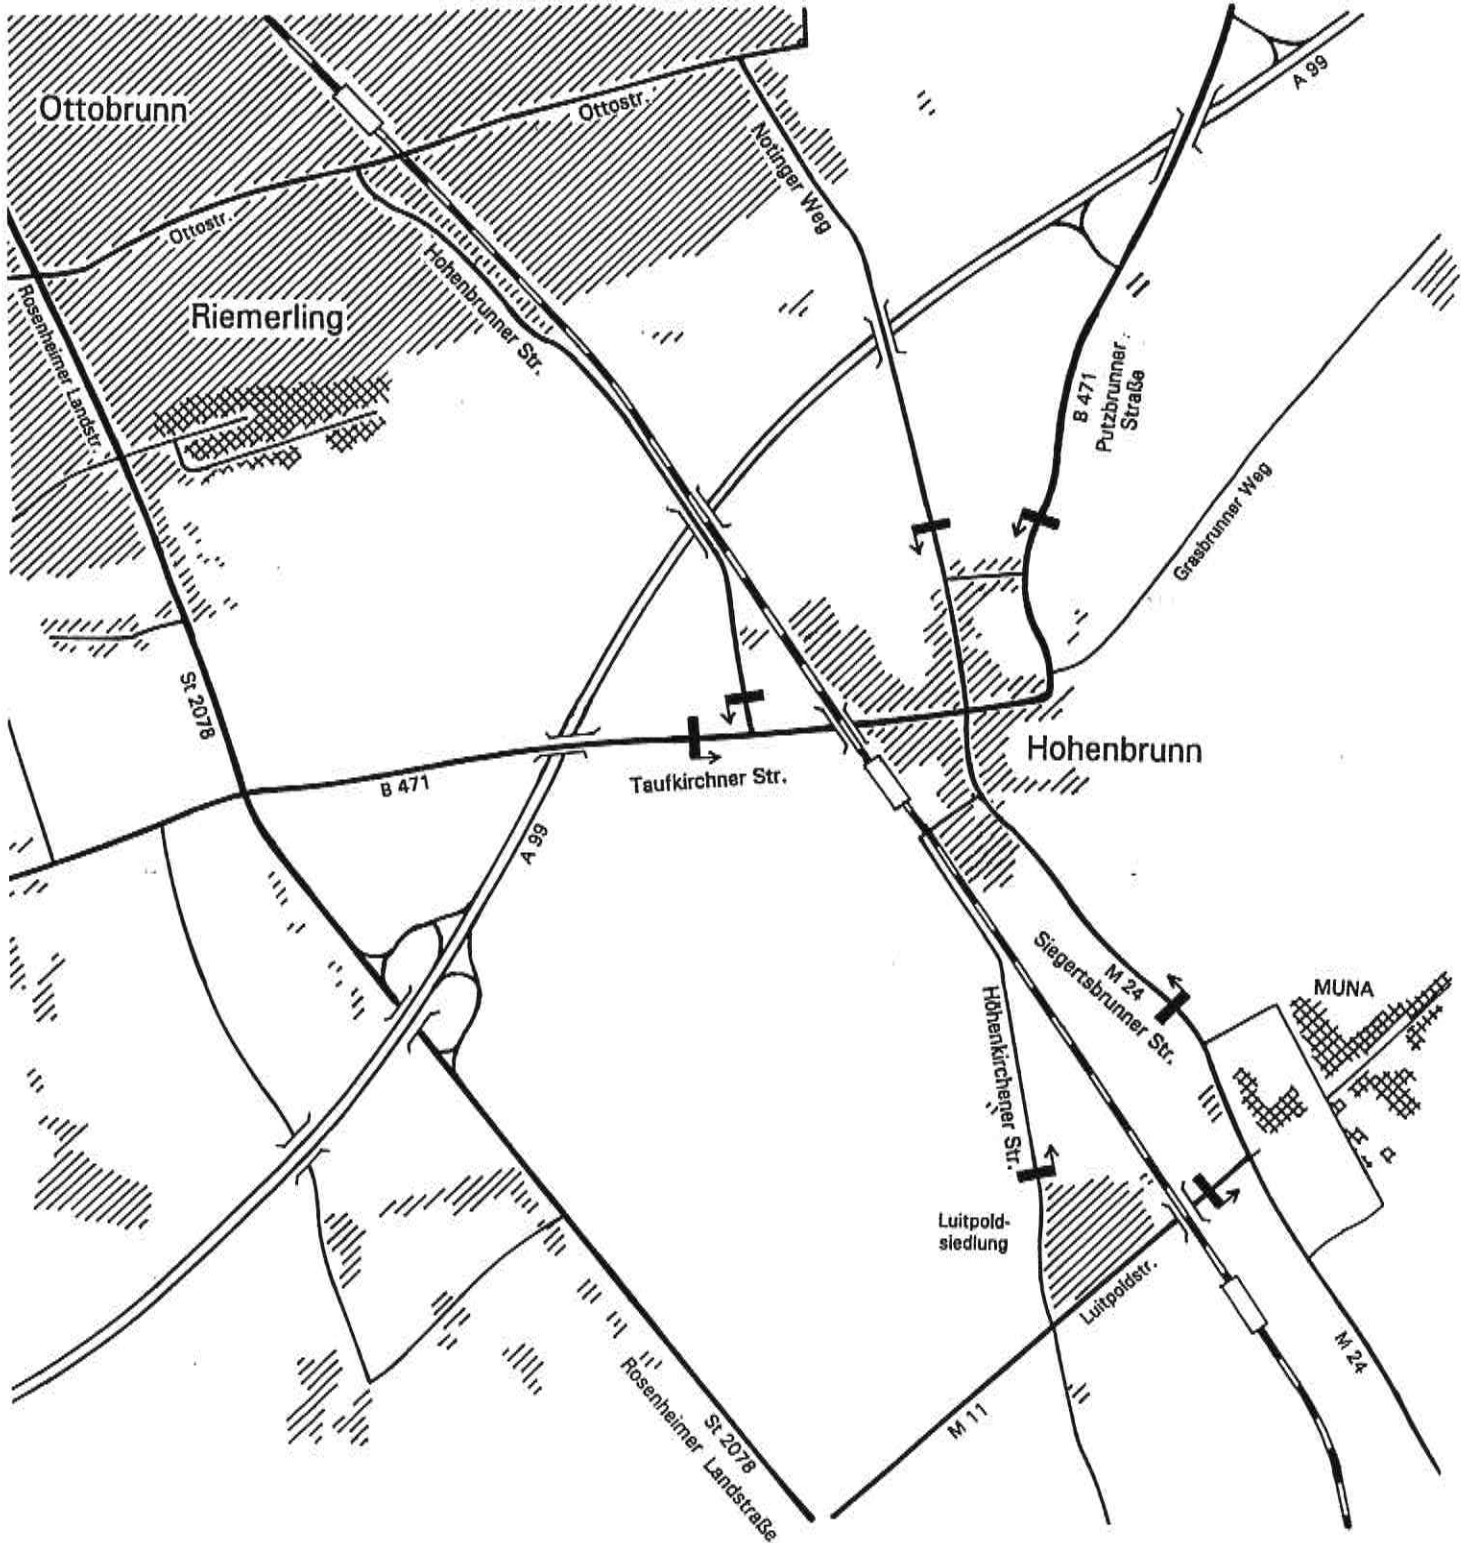 A 99
Ottobrunn
Ottostr.
Notinger Weg
Ottostr.
Hohenbrunner Str.
Riemerling
Rosenheimer Landstr.
B 471
Putzbrunner
Straße
Grasbrunner Weg
St 2078
Hohenbrunn
Taufkirchner Str.
B 471
A 99
M 24
Siegertsbrunner Str.
MUNA
Höhenkirchener Str.
Luitpold-
siedlung
Luitpoldstr.
M 24
M 11
St 2078
Rosenheimer Landstraße